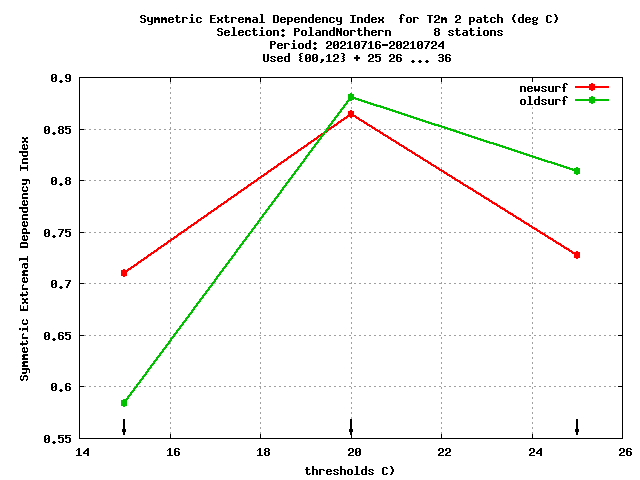 Symmetric Extremal Dependency Index  for T2m 2 patch (deg C)
Selection: PolandNorthern      8 stations
Period: 20210716-20210724
Used {00,12} + 25 26 ... 36
newsurf
oldsurf
Symmetric Extremal Dependency Index
0.9
0.85
0.8
0.75
0.7
0.65
0.6
0.55
14 16 18 20 22 24 26
thresholds C)